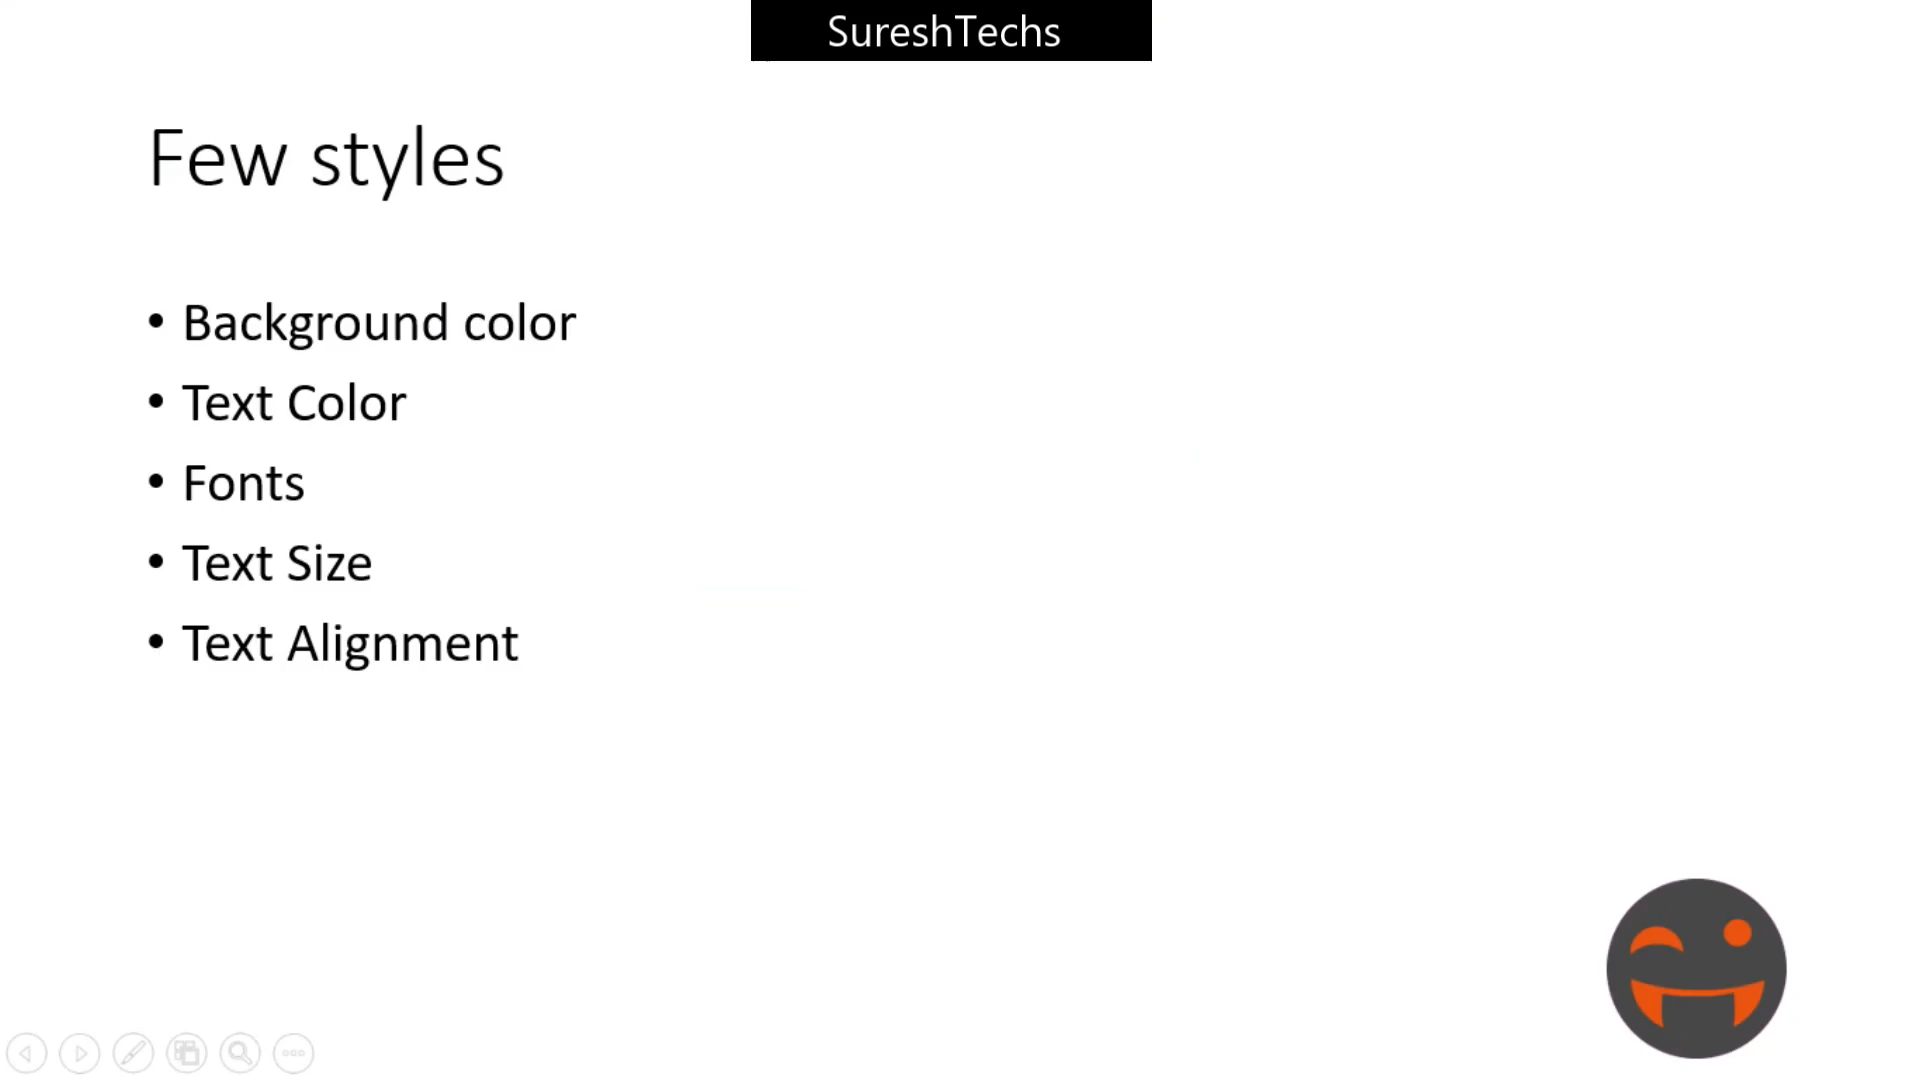 SureshTechs
Few styles
• Background color
• Text Color
• Fonts
• Text Size
• Text Alignment